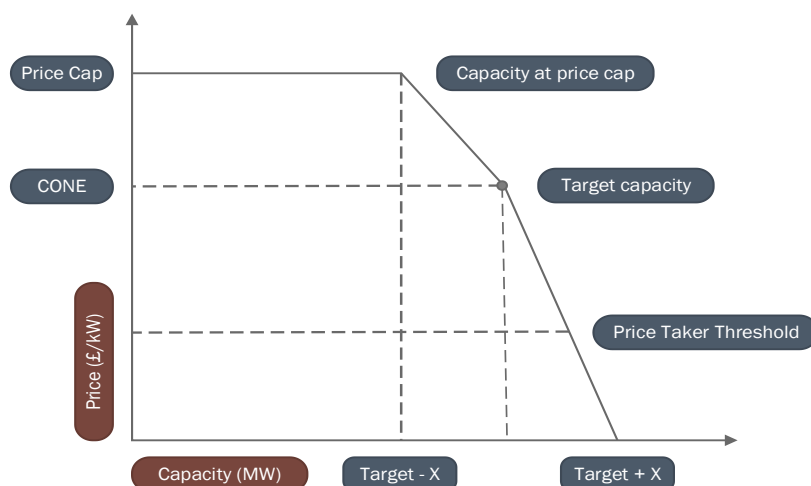 Price Cap
Capacity at price cap
CONE
Target capacity
Price (£/kW)
Price Taker Threshold
Capacity (MW)
Target - X
Target + X